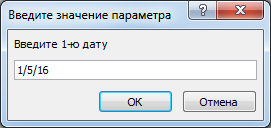 Введите значение параметра
Введите 1-ю дату
1/5/16
ОК
Отмена